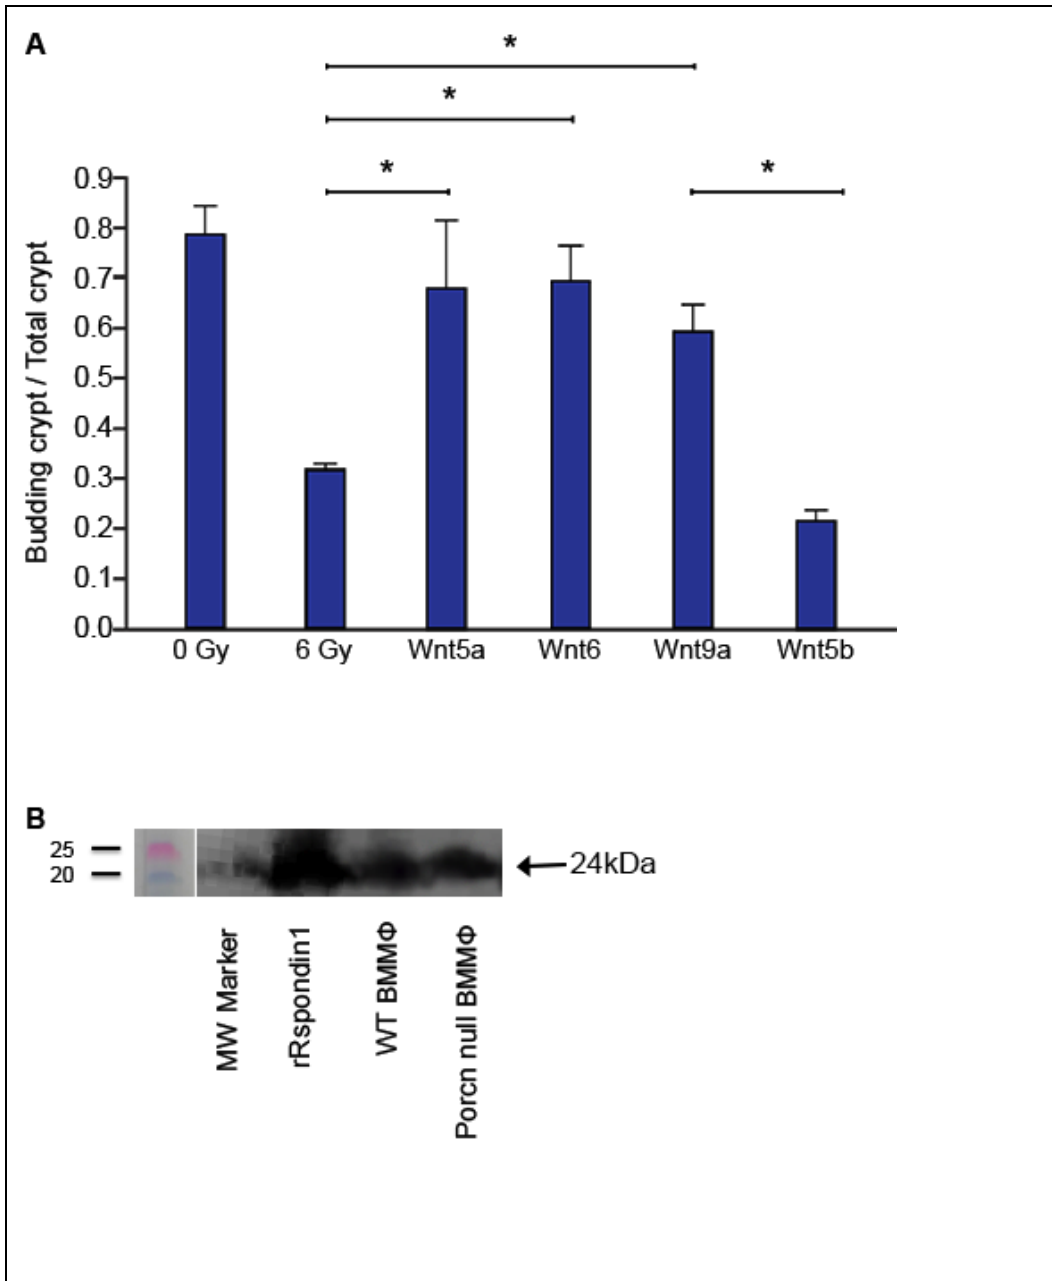 A
*
*
*
*
0.9
0.8
0.7
0.6
0.5
0.4
0.3
0.2
0.1
0.0
Budding crypt / Total crypt
0 Gy
6 Gy
Wnt5a
Wnt6
Wnt9a
Wnt5b
B
25
20
24kDa
MW Marker
rRspondin1
WT BMMΦ
Porcn null BMMΦ